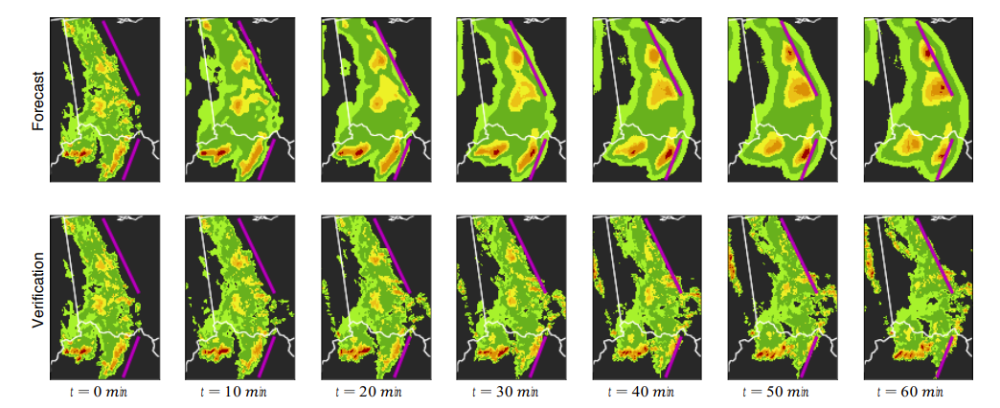 Forecast
Verification
t = 0 min
t = 10 min
t = 20 min
t = 30 min
t = 40 min
t = 50 min
t = 60 min